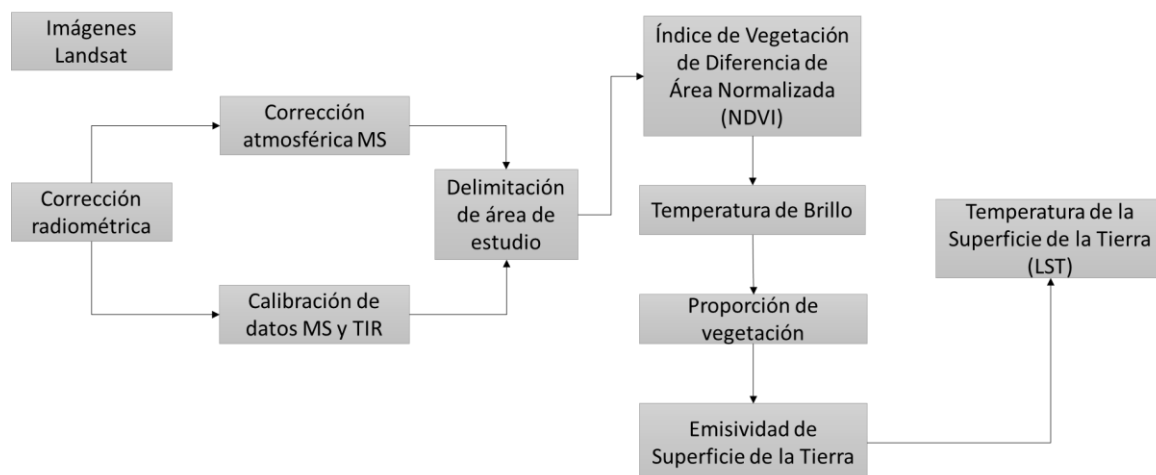 Imágenes
Landsat
Corrección
radiométrica
Corrección
atmosférica MS
Calibración de
datos MS y TIR
Delimitación
de área de
estudio
Índice de Vegetación
de Diferencia de
Área Normalizada
(NDVI)
Temperatura de Brillo
Proporción de
vegetación
Emisividad de
Superficie de la Tierra
Temperatura de la
Superficie de la Tierra
(LST)